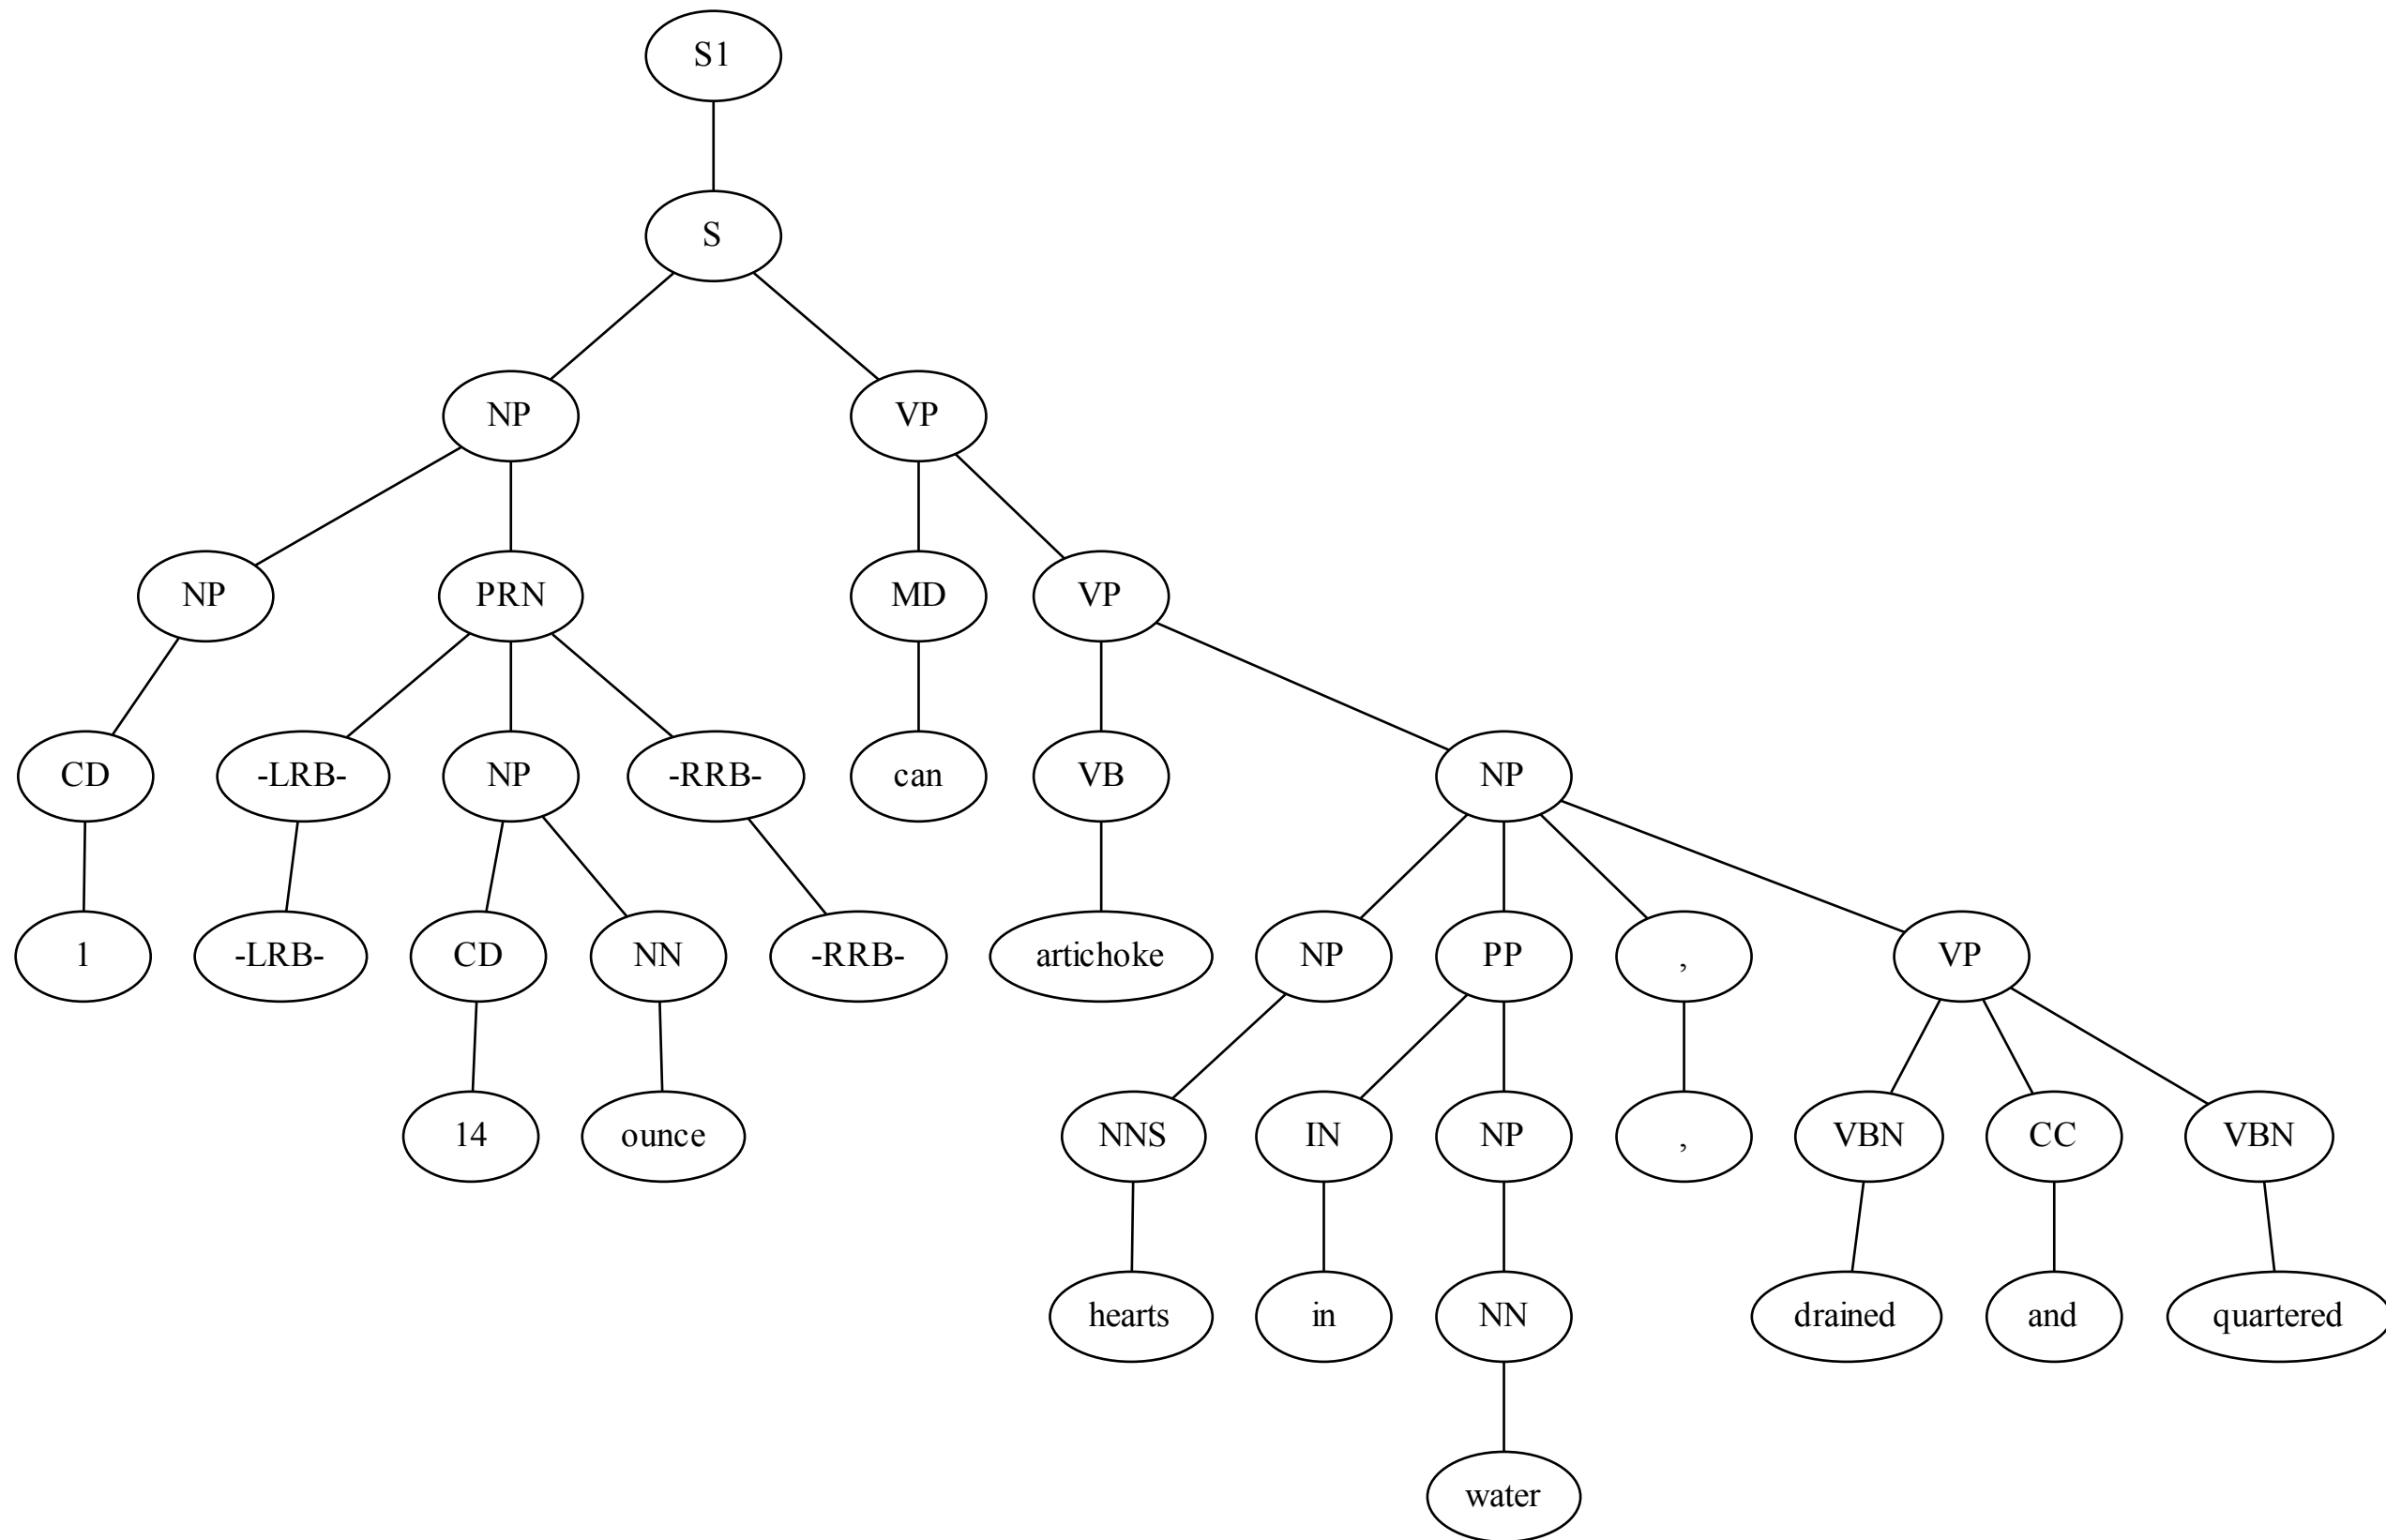 S1
S
NP VP
NP PRN MD VP
CD -LRB- NP -RRB- can VB NP
1 -LRB- CD NN -RRB- artichoke NP PP , VP
14 ounce NNS IN NP , VBN CC VBN
hearts in NN drained and quartered
water